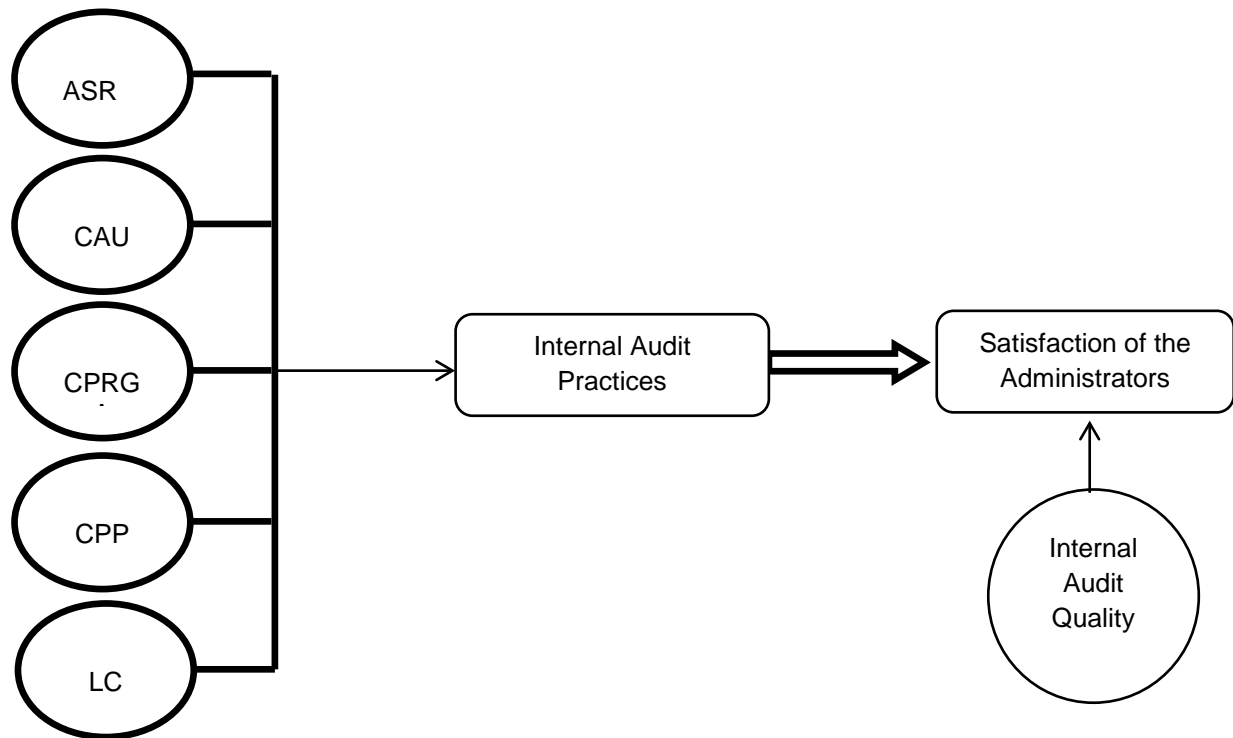 ASR
CAU
CPRG
CPP
LC
Internal Audit
Practices
Satisfaction of the
Administrators
Internal
Audit
Quality